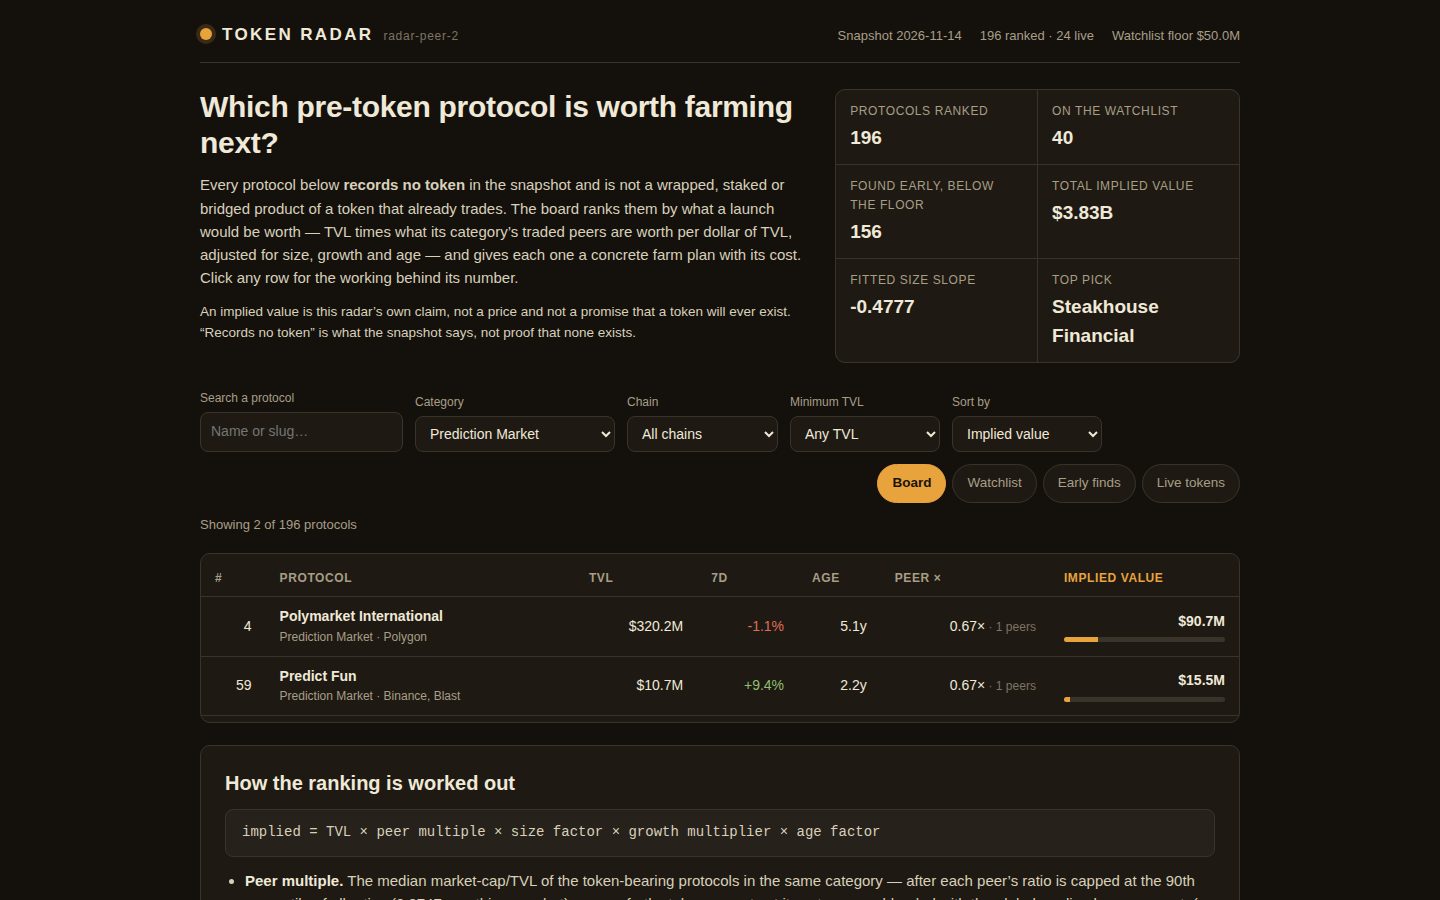 TOKEN RADAR radar-peer-2
Snapshot 2026-11-14 196 ranked · 24 live Watchlist floor $50.0M
Which pre-token protocol is worth farming
next?
Every protocol below records no token in the snapshot and is not a wrapped, staked or
bridged product of a token that already trades. The board ranks them by what a launch
would be worth — TVL times what its category’s traded peers are worth per dollar of TVL,
adjusted for size, growth and age — and gives each one a concrete farm plan with its cost.
Click any row for the working behind its number.
An implied value is this radar’s own claim, not a price and not a promise that a token will ever exist.
“Records no token” is what the snapshot says, not proof that none exists.
PROTOCOLS RANKED
196
ON THE WATCHLIST
40
FOUND EARLY, BELOW
THE FLOOR
156
TOTAL IMPLIED VALUE
$3.83B
FITTED SIZE SLOPE
-0.4777
TOP PICK
Steakhouse
Financial
Search a protocol Category Chain Minimum TVL Sort by
Name or slug… Prediction Market All chains Any TVL Implied value
Board Watchlist Early finds Live tokens
Showing 2 of 196 protocols
# PROTOCOL TVL 7D AGE PEER × IMPLIED VALUE
4 Polymarket International $320.2M -1.1% 5.1y 0.67× · 1 peers $90.7M
Prediction Market · Polygon
59 Predict Fun $10.7M +9.4% 2.2y 0.67× · 1 peers $15.5M
Prediction Market · Binance, Blast
How the ranking is worked out
implied = TVL × peer multiple × size factor × growth multiplier × age factor
• Peer multiple. The median market-cap/TVL of the token-bearing protocols in the same category — after each peer’s ratio is capped at the 90th